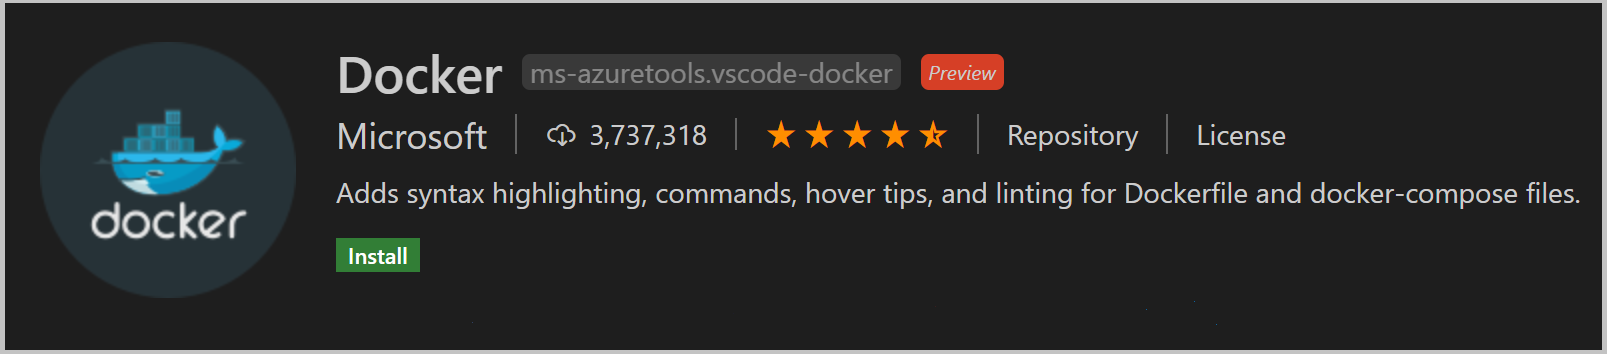 docker
Docker ms-azuretools.vscode-docker Preview
Microsoft 3,737,318 Repository License
Adds syntax highlighting, commands, hover tips, and linting for Dockerfile and docker-compose files.
Install